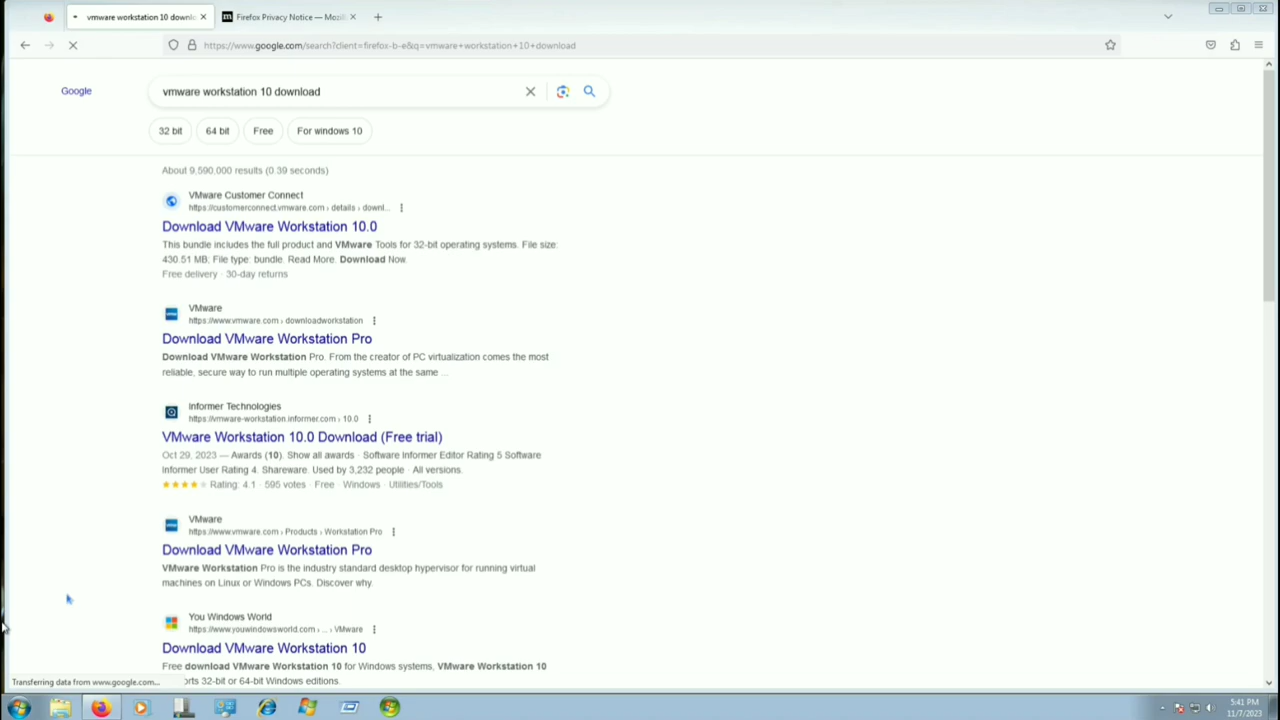 vmware workstation 10 downl
Firefox Privacy Notice — Mozil
https://www.google.com/search?client=firefox-b-e&q=vmware+workstation+10+download
Google
vmware workstation 10 download
32 bit
64 bit
Free
For windows 10
About 9,590,000 results (0.39 seconds)
VMware Customer Connect
https://customerconnect.vmware.com › details › downl...
Download VMware Workstation 10.0
This bundle includes the full product and VMware Tools for 32-bit operating systems. File size:
430.51 MB; File type: bundle. Read More. Download Now.
Free delivery · 30-day returns
VMware
https://www.vmware.com › downloadworkstation
Download VMware Workstation Pro
Download VMware Workstation Pro. From the creator of PC virtualization comes the most
reliable, secure way to run multiple operating systems at the same ...
Informer Technologies
https://vmware-workstation.informer.com › 10.0
VMware Workstation 10.0 Download (Free trial)
Oct 29, 2023 — Awards (10). Show all awards · Software Informer Editor Rating 5 Software
Informer User Rating 4. Shareware. Used by 3,232 people · All versions.
Rating: 4.1 · 595 votes · Free · Windows · Utilities/Tools
VMware
https://www.vmware.com › Products › Workstation Pro
Download VMware Workstation Pro
VMware Workstation Pro is the industry standard desktop hypervisor for running virtual
machines on Linux or Windows PCs. Discover why.
You Windows World
https://www.youwindowsworld.com › ... › VMware
Download VMware Workstation 10
Free download VMware Workstation 10 for Windows systems, VMware Workstation 10
orts 32-bit or 64-bit Windows editions.
Transferring data from www.google.com...
5:41 PM
11/7/2023